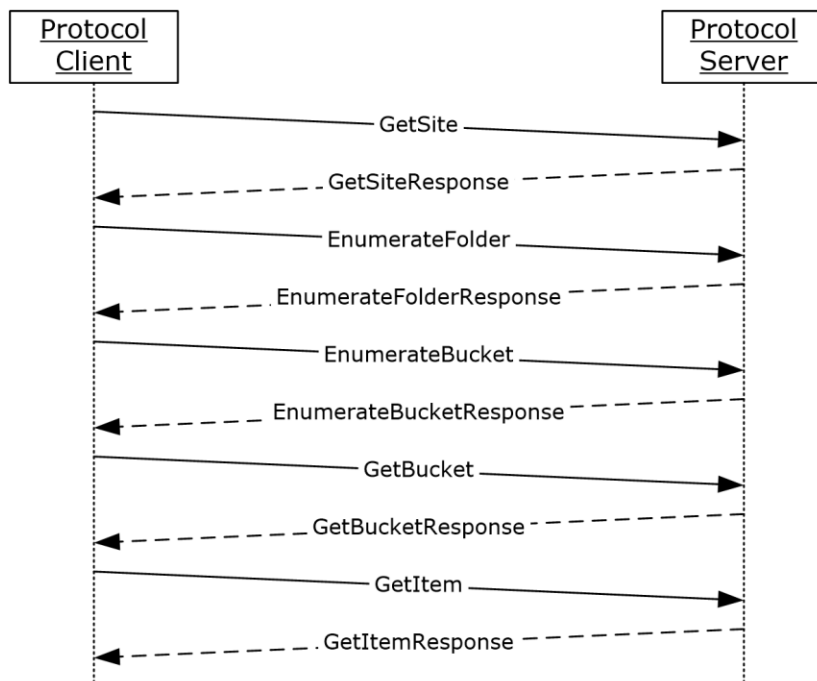 Protocol
Client
Protocol
Server
GetSite
GetSiteResponse
EnumerateFolder
EnumerateFolderResponse
EnumerateBucket
EnumerateBucketResponse
GetBucket
GetBucketResponse
GetItem
GetItemResponse